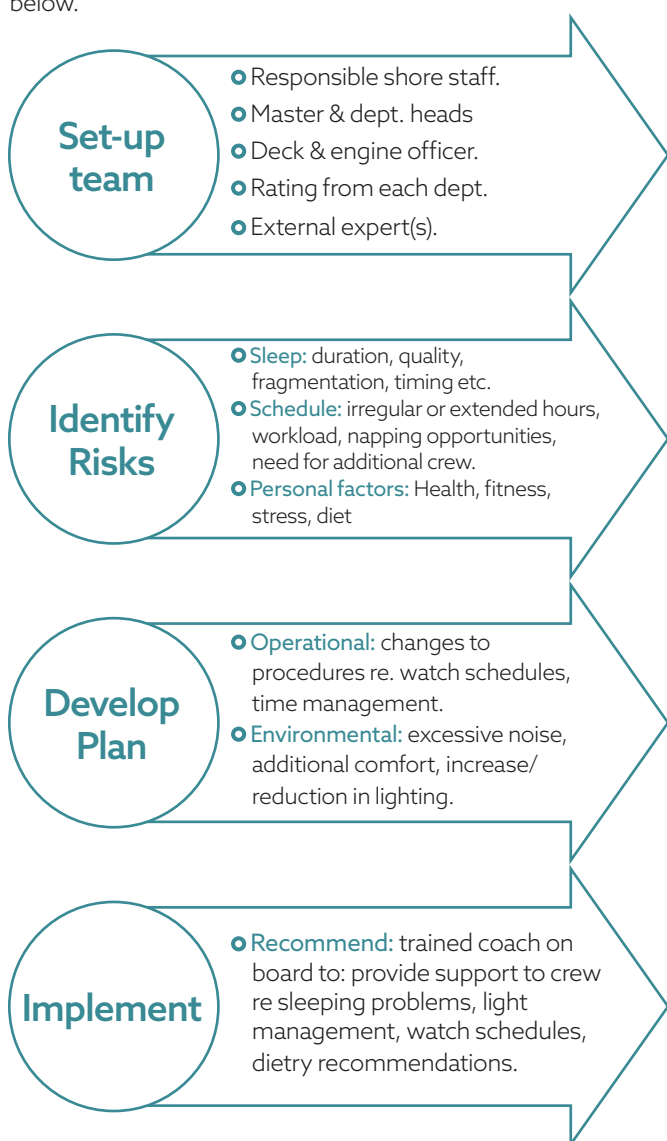 below.
Set-up
team
Responsible shore staff.
Master & dept. heads
Deck & engine officer.
Rating from each dept.
External expert(s).
Identify
Risks
Sleep: duration, quality,
fragmentation, timing etc.
Schedule: irregular or extended hours,
workload, napping opportunities,
need for additional crew.
Personal factors: Health, fitness,
stress, diet
Develop
Plan
Operational: changes to
procedures re. watch schedules,
time management.
Environmental: excessive noise,
additional comfort, increase/
reduction in lighting.
Implement
Recommend: trained coach on
board to: provide support to crew
re sleeping problems, light
management, watch schedules,
dietry recommendations.